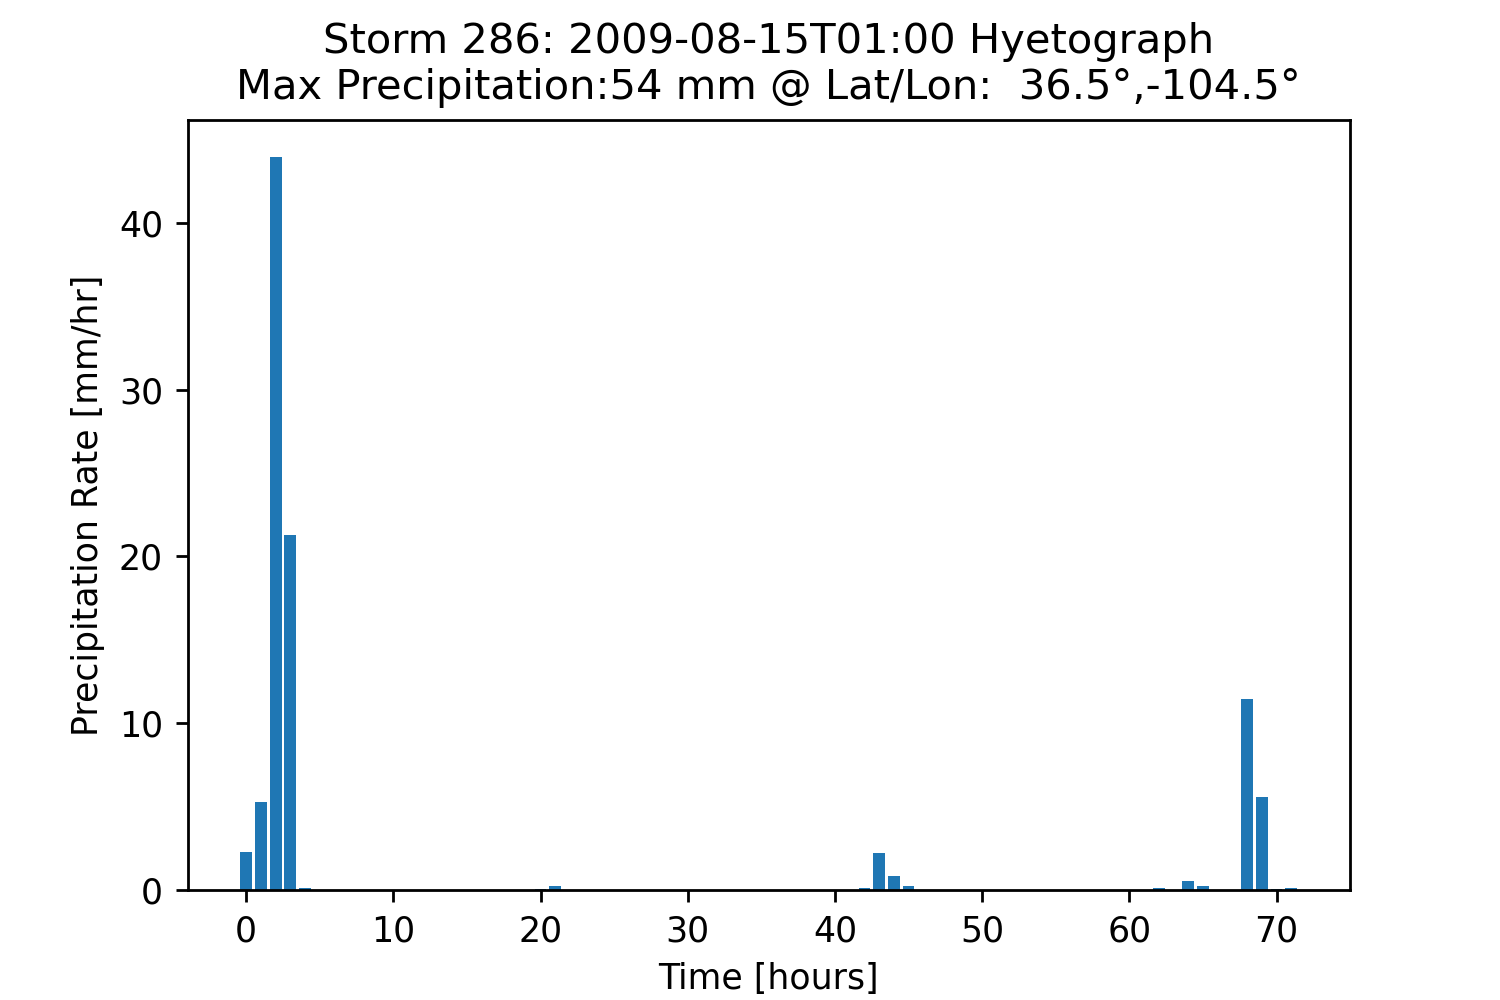 Storm 286: 2009-08-15T01:00 Hyetograph
Max Precipitation:54 mm @ Lat/Lon:  36.5°,-104.5°
Precipitation Rate [mm/hr]
40
30
20
10
0
0 10 20 30 40 50 60 70
Time [hours]